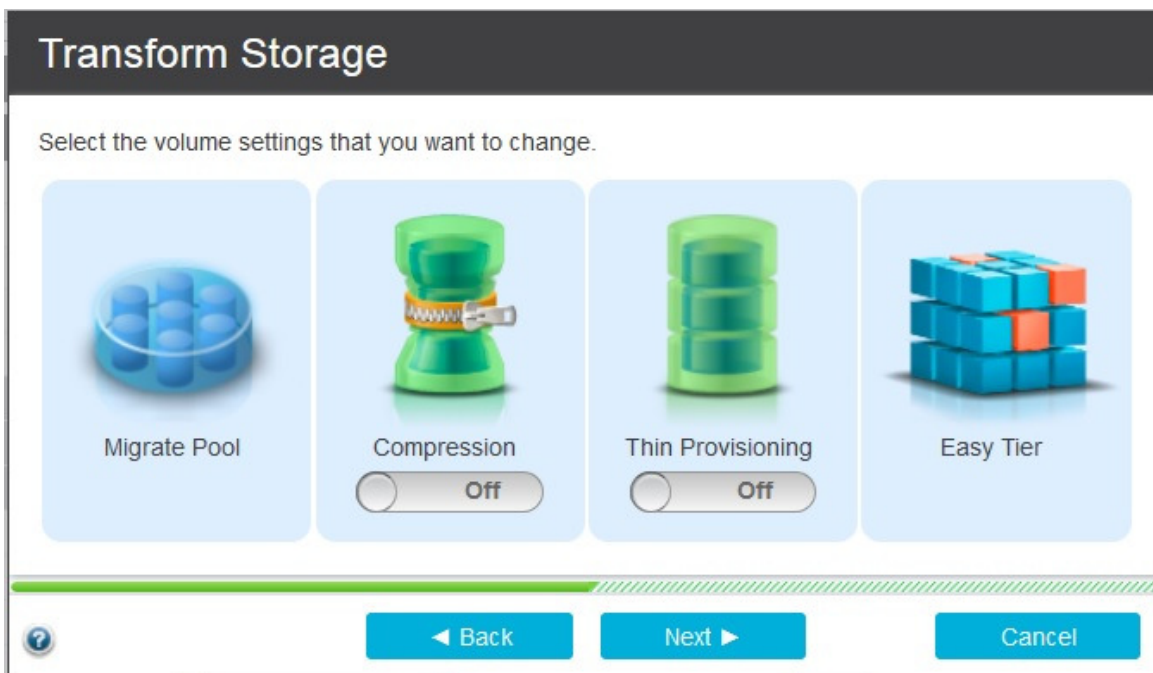 Transform Storage
Select the volume settings that you want to change.
Migrate Pool
Compression
Off
Thin Provisioning
Off
Easy Tier
?
◄ Back
Next ►
Cancel